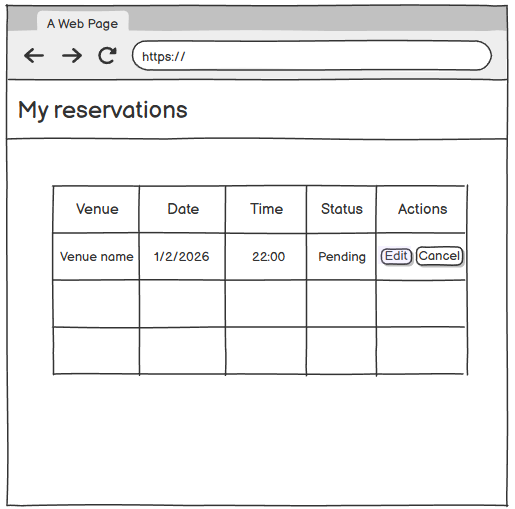 A Web Page
https://
My reservations
Venue Date Time Status Actions
Venue name 1/2/2026 22:00 Pending Edit Cancel